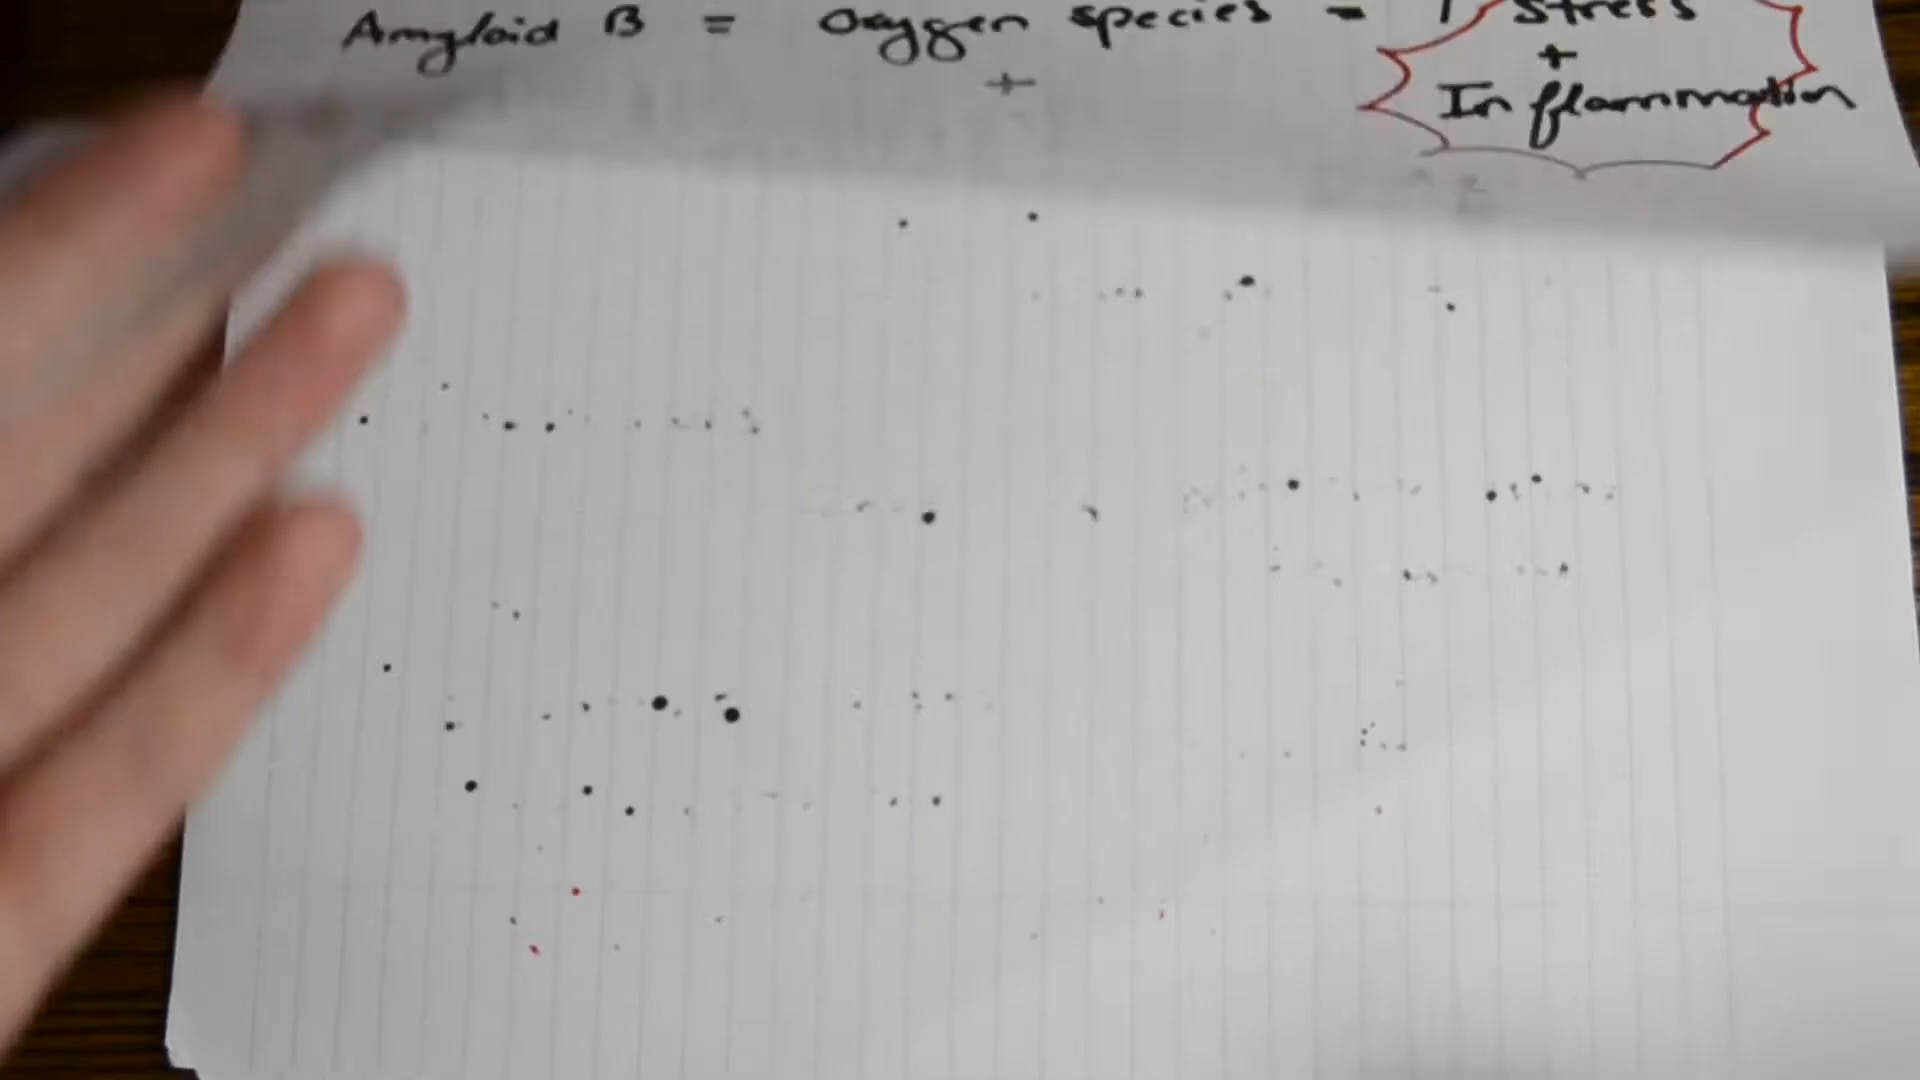 Amyloid B = oxygen species = ↑ stress
+ +
Inflammation